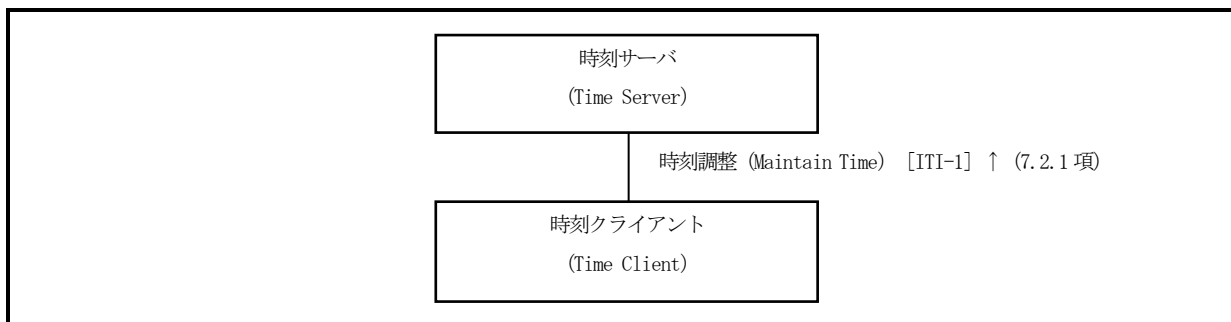 時刻サーバ
(Time Server)
時刻調整 (Maintain Time) [ITI-1] ↑ (7.2.1 項)
時刻クライアント
(Time Client)